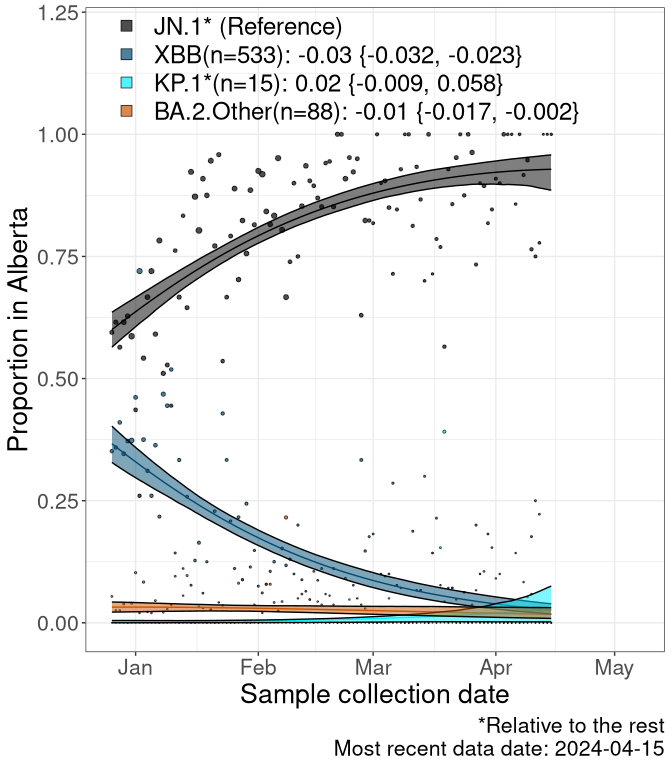 1.25
JN.1* (Reference)
XBB(n=533): -0.03 {-0.032, -0.023}
KP.1*(n=15): 0.02 {-0.009, 0.058}
BA.2.Other(n=88): -0.01 {-0.017, -0.002}
1.00
0.75
0.50
0.25
0.00
Proportion in Alberta
Jan Feb Mar Apr May
Sample collection date
*Relative to the rest
Most recent data date: 2024-04-15